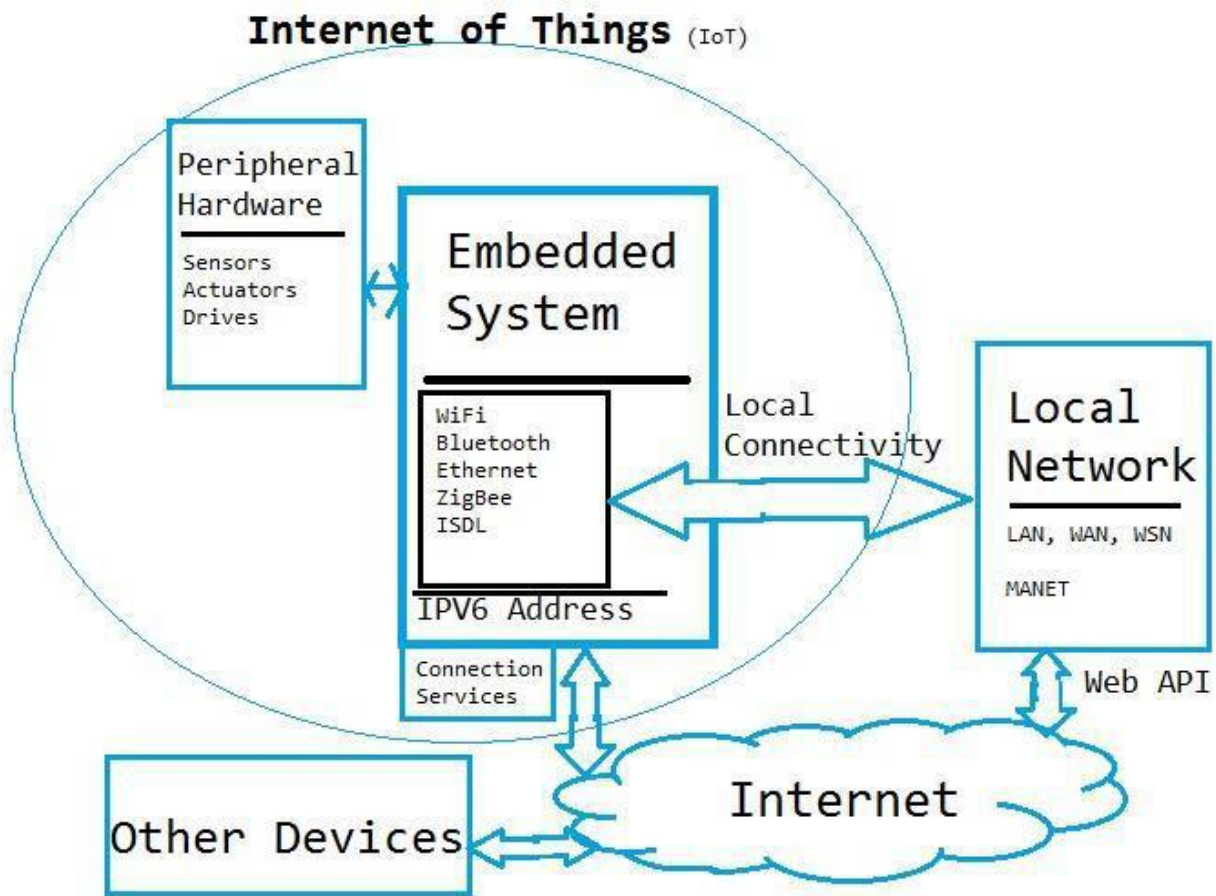 Internet of Things (IoT)
Peripheral
Hardware
Sensors
Actuators
Drives
Embedded
System
WiFi
Bluetooth
Ethernet
ZigBee
ISDL
IPV6 Address
Connection
Services
Local
Connectivity
Local
Network
LAN, WAN, WSN
MANET
Web API
Internet
Other Devices